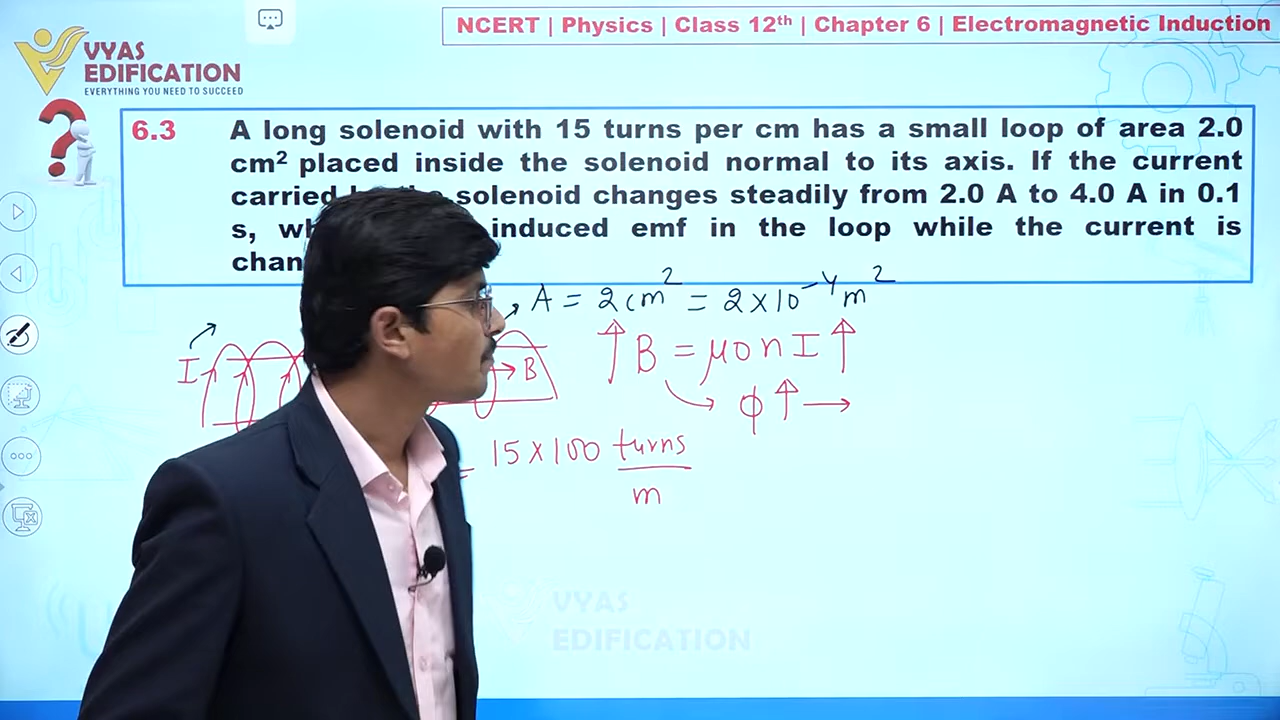 NCERT | Physics | Class 12th | Chapter 6 | Electromagnetic Induction
VYAS
EDIFICATION
EVERYTHING YOU NEED TO SUCCEED
6.3 A long solenoid with 15 turns per cm has a small loop of area 2.0
cm² placed inside the solenoid normal to its axis. If the current
carried solenoid changes steadily from 2.0 A to 4.0 A in 0.1
s, induced emf in the loop while the current is
A = 2cm² = 2×10⁻⁴m²
I
B
↑ B = μ0nI ↑
ϕ ↑ →
= 15×100 turns
m
VYAS
EDIFICATION